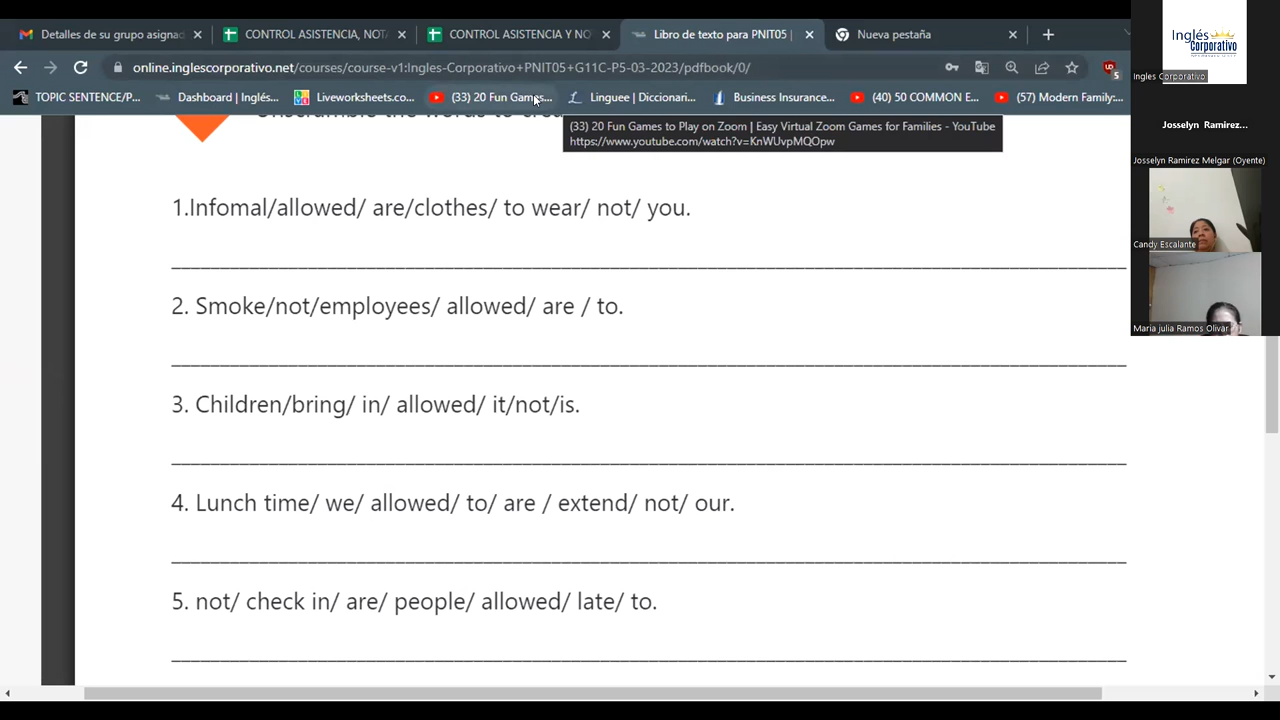 Detalles de su grupo asignac
CONTROL ASISTENCIA, NOTA
CONTROL ASISTENCIA Y NO
Libro de texto para PNIT05 |
Nueva pestaña
online.inglescorporativo.net/courses/course-v1:Ingles-Corporativo+PNIT05+G11C-P5-03-2023/pdfbook/0/
TOPIC SENTENCE/P...
Dashboard | Inglés...
Liveworksheets.co...
(33) 20 Fun Games...
Linguee | Diccionari...
Business Insurance...
(40) 50 COMMON E...
(57) Modern Family:...
(33) 20 Fun Games to Play on Zoom | Easy Virtual Zoom Games for Families - YouTube
https://www.youtube.com/watch?v=KnWUvpMQOpw
1.Infomal/allowed/ are/clothes/ to wear/ not/ you.
2. Smoke/not/employees/ allowed/ are / to.
3. Children/bring/ in/ allowed/ it/not/is.
4. Lunch time/ we/ allowed/ to/ are / extend/ not/ our.
5. not/ check in/ are/ people/ allowed/ late/ to.
Inglés
Corporativo
Ingles Corporativo
Josselyn Ramirez...
Josselyn Ramirez Melgar (Oyente)
Candy Escalante
Maria julia Ramos Olivar